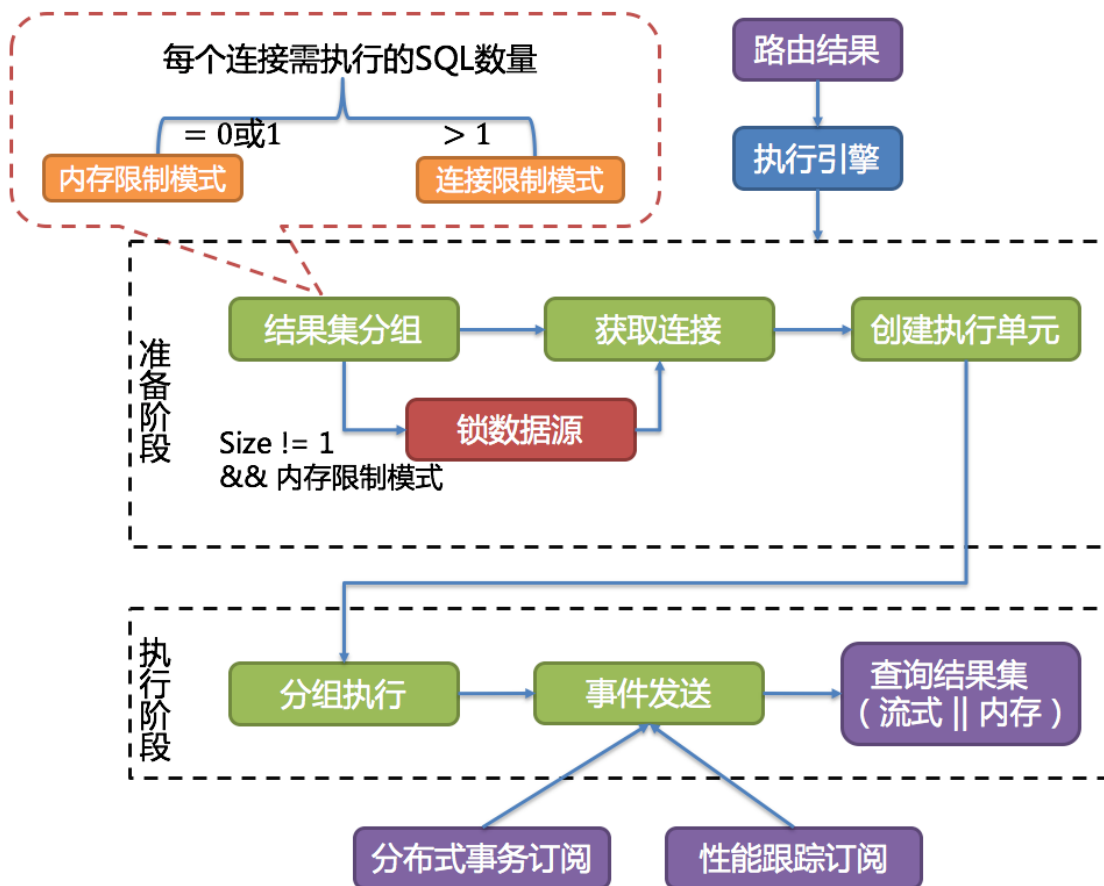 每个连接需执行的SQL数量
= 0或1
> 1
内存限制模式
连接限制模式
路由结果
执行引擎
准备阶段
结果集分组
获取连接
创建执行单元
锁数据源
Size != 1
&& 内存限制模式
执行阶段
分组执行
事件发送
查询结果集
（ 流式 || 内存 ）
分布式事务订阅
性能跟踪订阅